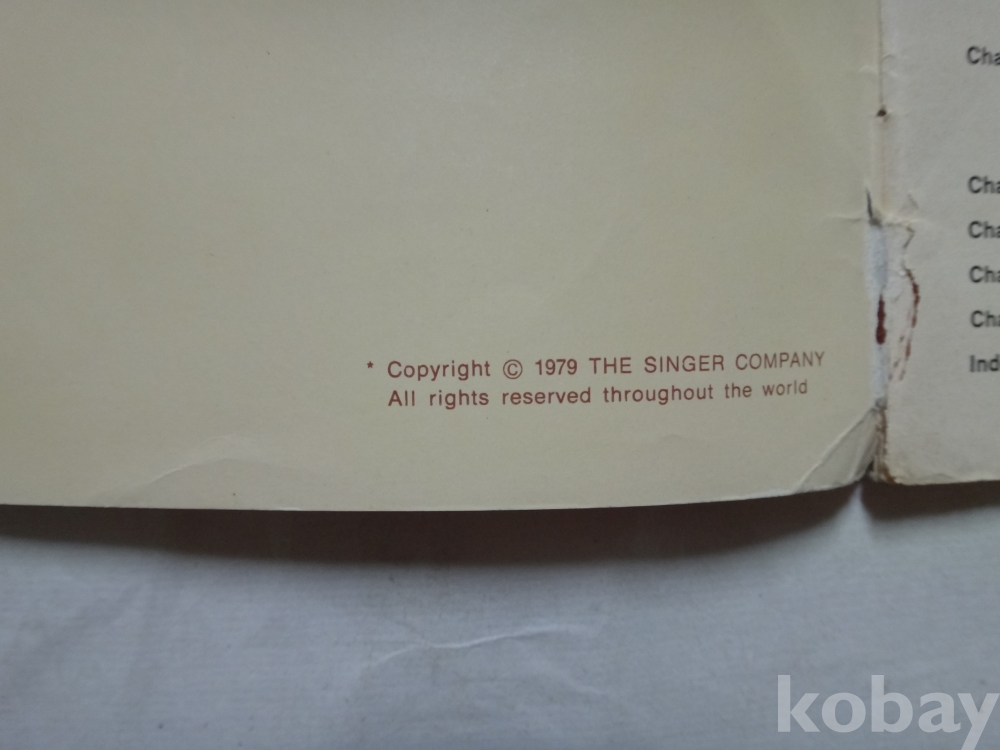 * Copyright © 1979 THE SINGER COMPANY
All rights reserved throughout the world
Cha
Cha
Cha
Cha
Cha
Ind
kobay